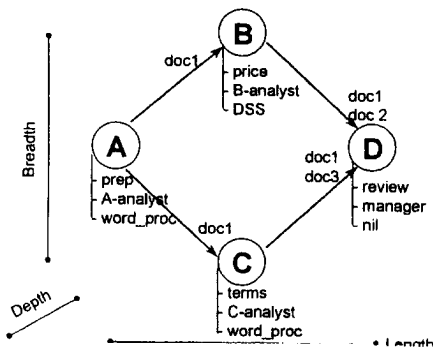 B
doc1
price
B-analyst
DSS
doc1
doc 2
Breadth
A
prep
A-analyst
word_proc
doc1
doc3
D
review
manager
nil
doc1
C
terms
C-analyst
word_proc
Depth
Length